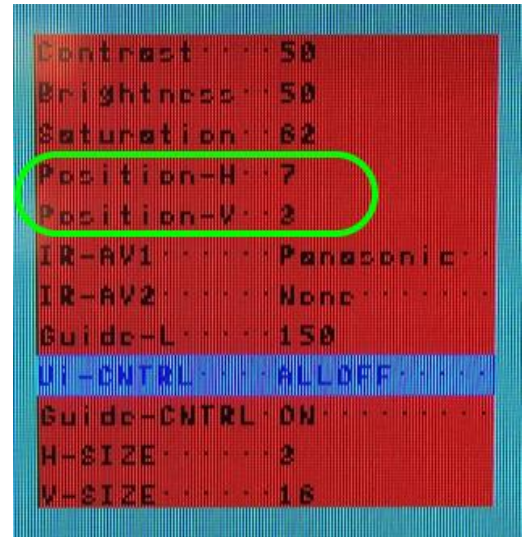 Contrast····50
Brightness··50
Saturation··62
Position-H··7
Position-V··2
IR-AV1······Panasonic··
IR-AV2······None·······
Guide-L·····150
Ui-CNTRL····ALLOFF·····
Guide-CNTRL·ON·········
H-SIZE······2
V-SIZE······16